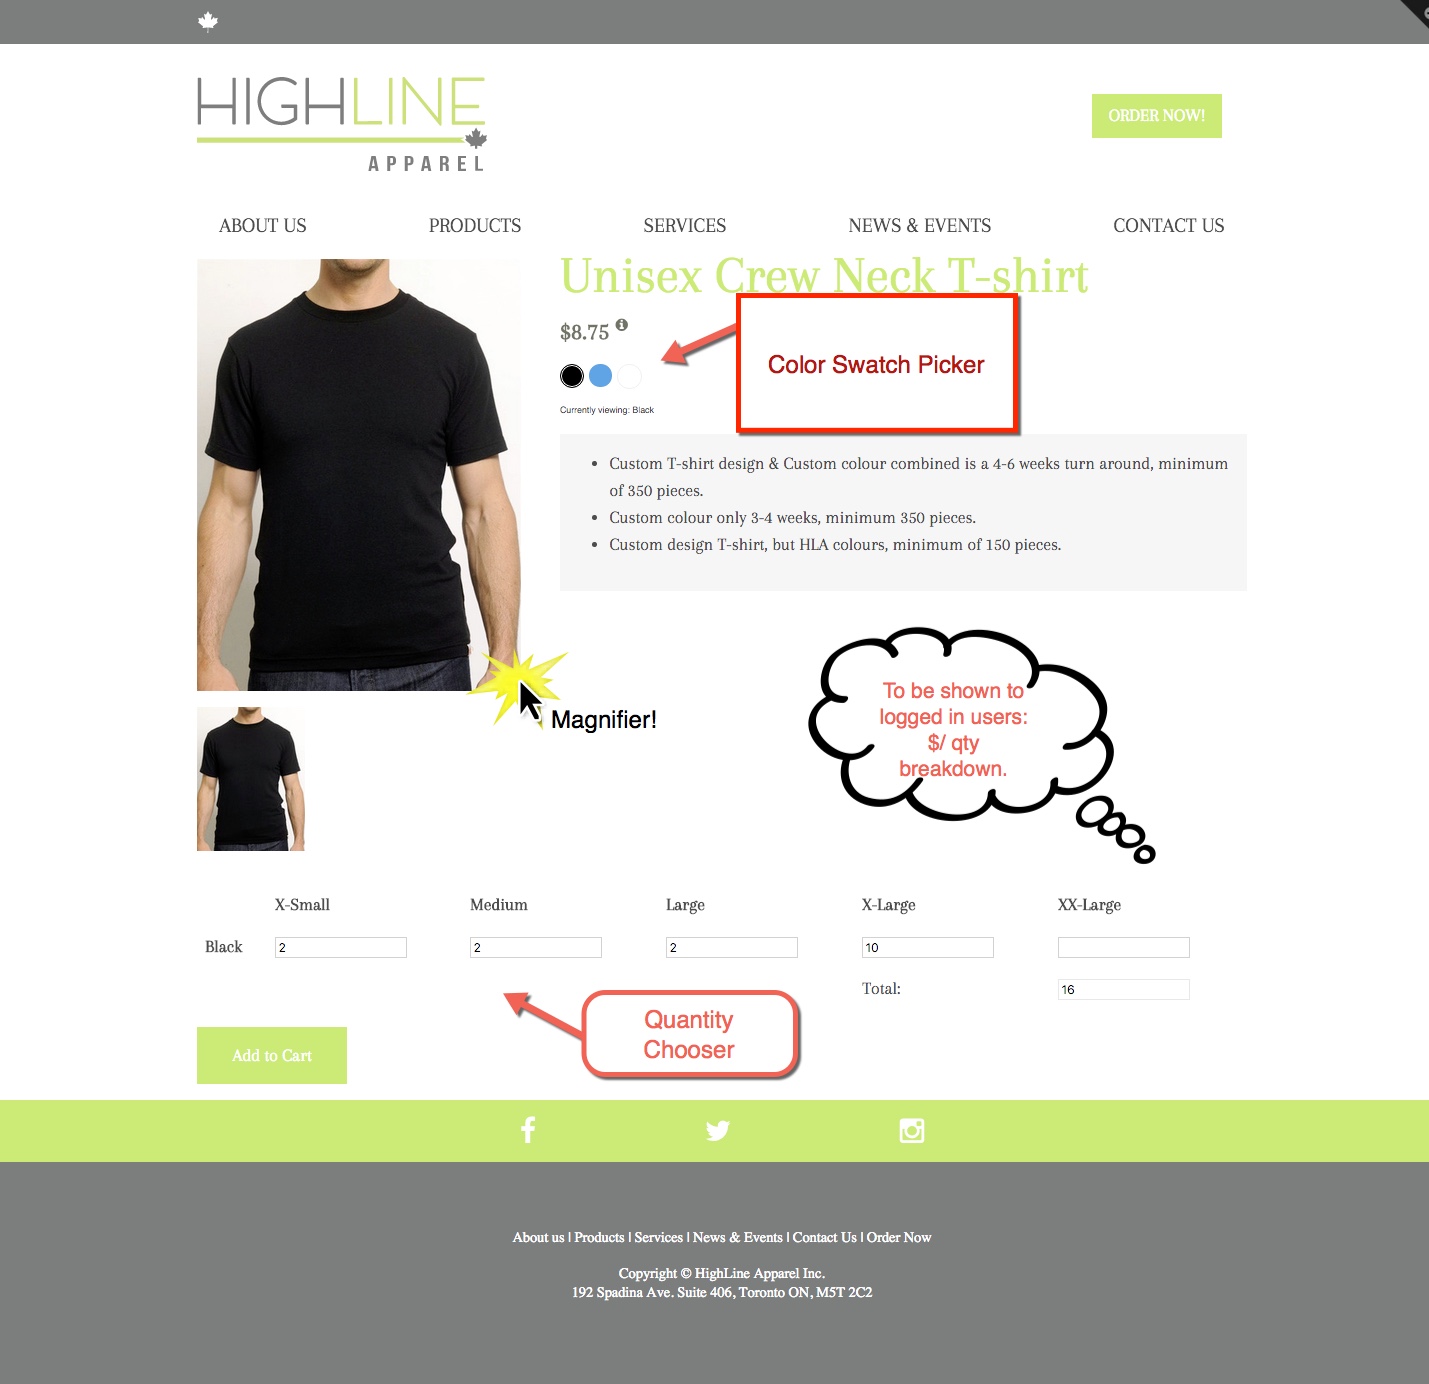 HIGHLINE
APPAREL
ORDER NOW!
ABOUT US
PRODUCTS
SERVICES
NEWS & EVENTS
CONTACT US
Unisex Crew Neck T-shirt
$8.75
Color Swatch Picker
Currently viewing: Black
• Custom T-shirt design & Custom colour combined is a 4-6 weeks turn around, minimum
of 350 pieces.
• Custom colour only 3-4 weeks, minimum 350 pieces.
• Custom design T-shirt, but HLA colours, minimum of 150 pieces.
Magnifier!
To be shown to
logged in users:
$/ qty
breakdown.
X-Small
Medium
Large
X-Large
XX-Large
Black
2
2
2
10
Total:
16
Quantity
Chooser
Add to Cart
About us | Products | Services | News & Events | Contact Us | Order Now
Copyright © HighLine Apparel Inc.
192 Spadina Ave. Suite 406, Toronto ON, M5T 2C2